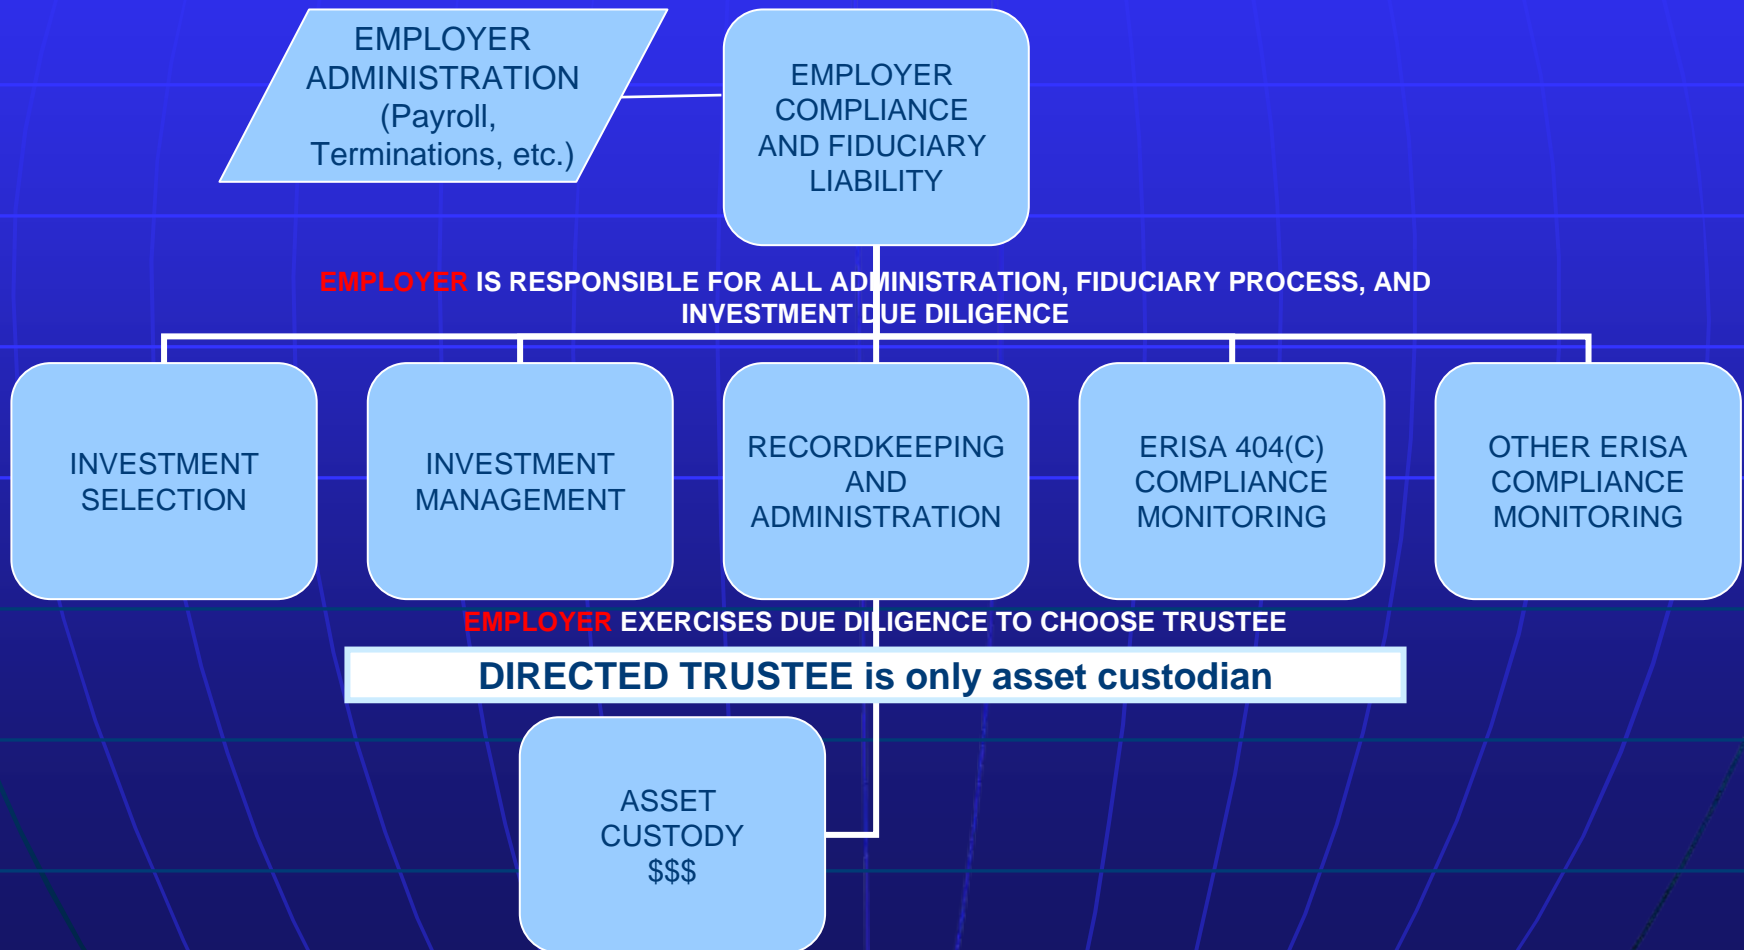 EMPLOYER
ADMINISTRATION
(Payroll,
Terminations, etc.)
EMPLOYER
COMPLIANCE
AND FIDUCIARY
LIABILITY
EMPLOYER IS RESPONSIBLE FOR ALL ADMINISTRATION, FIDUCIARY PROCESS, AND
INVESTMENT DUE DILIGENCE
INVESTMENT
SELECTION
INVESTMENT
MANAGEMENT
RECORDKEEPING
AND
ADMINISTRATION
ERISA 404(C)
COMPLIANCE
MONITORING
OTHER ERISA
COMPLIANCE
MONITORING
EMPLOYER EXERCISES DUE DILIGENCE TO CHOOSE TRUSTEE
DIRECTED TRUSTEE is only asset custodian
ASSET
CUSTODY
$$$